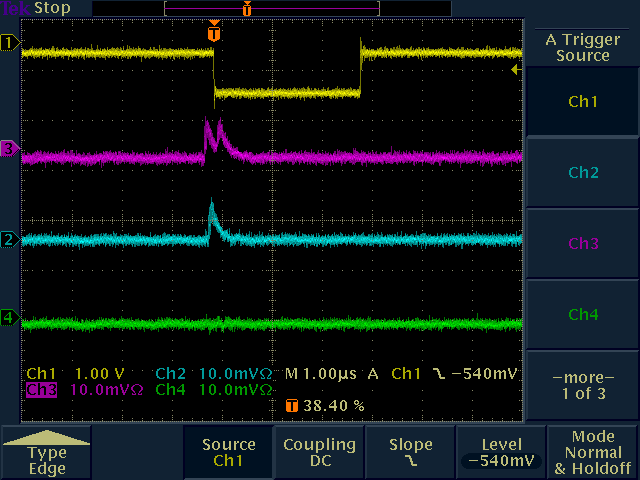 Tek Stop
T
T
A Trigger
Source
1
Ch1
Ch2
3
Ch3
2
Ch4
4
Ch1 1.00 V Ch2 10.0mVΩ M 1.00µs A Ch1 ⅂ −540mV
Ch3 10.0mVΩ Ch4 10.0mVΩ
T 38.40 %
−more−
1 of 3
Type
Edge
Source
Ch1
Coupling
DC
Slope
Level
−540mV
Mode
Normal
& Holdoff